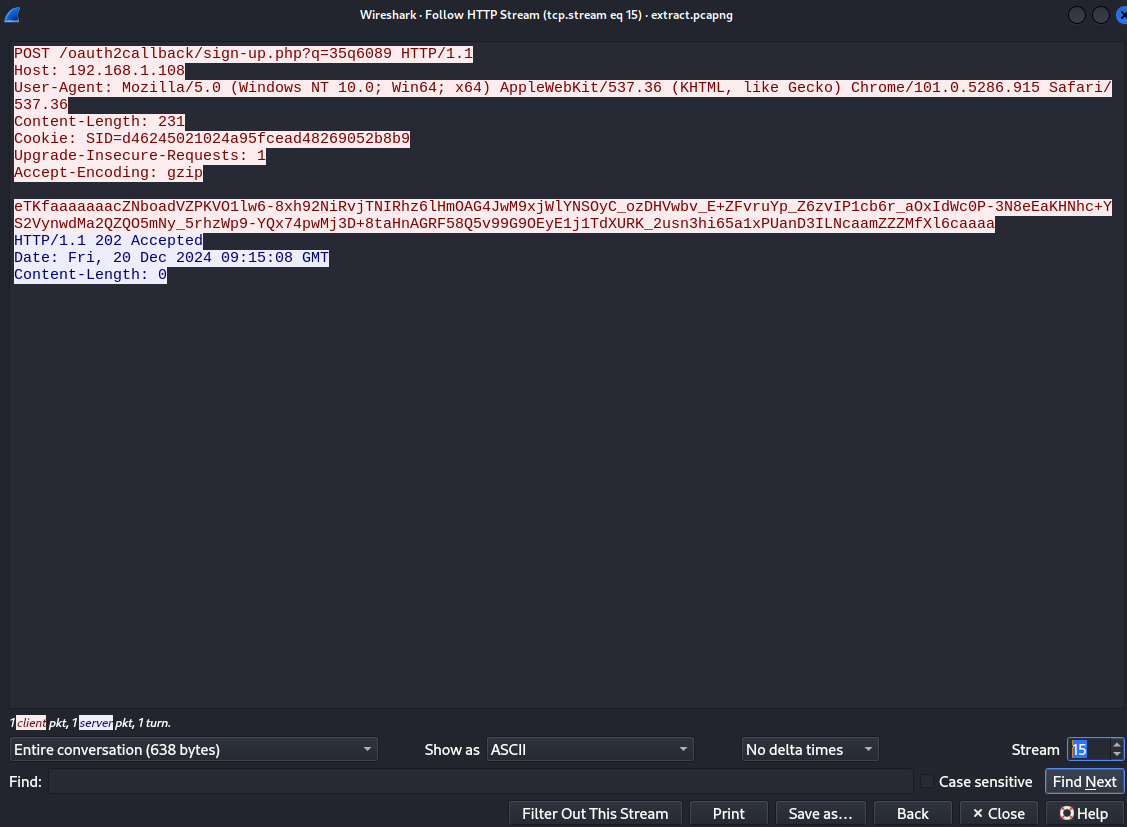 Wireshark · Follow HTTP Stream (tcp.stream eq 15) · extract.pcapng
POST /oauth2callback/sign-up.php?q=35q6089 HTTP/1.1
Host: 192.168.1.108
User-Agent: Mozilla/5.0 (Windows NT 10.0; Win64; x64) AppleWebKit/537.36 (KHTML, like Gecko) Chrome/101.0.5286.915 Safari/
537.36
Content-Length: 231
Cookie: SID=d46245021024a95fcead48269052b8b9
Upgrade-Insecure-Requests: 1
Accept-Encoding: gzip
eTKfaaaaaaacZNboadVZPKVO1lw6-8xh92NiRvjTNIRhz6lHmOAG4JwM9xjWlYNSOyC_ozDHVwbv_E+ZFvruYp_Z6zvIP1cb6r_aOxIdWc0P-3N8eEaKHNhc+Y
S2VynwdMa2QZQO5mNy_5rhzWp9-YQx74pwMj3D+8taHnAGRF58Q5v99G9OEyE1j1TdXURK_2usn3hi65a1xPUanD3ILNcaamZZZMfXl6caaaa
HTTP/1.1 202 Accepted
Date: Fri, 20 Dec 2024 09:15:08 GMT
Content-Length: 0
1 client pkt, 1 server pkt, 1 turn.
Entire conversation (638 bytes) Show as ASCII No delta times Stream 15
Find: Case sensitive Find Next
Filter Out This Stream Print Save as… Back × Close Help